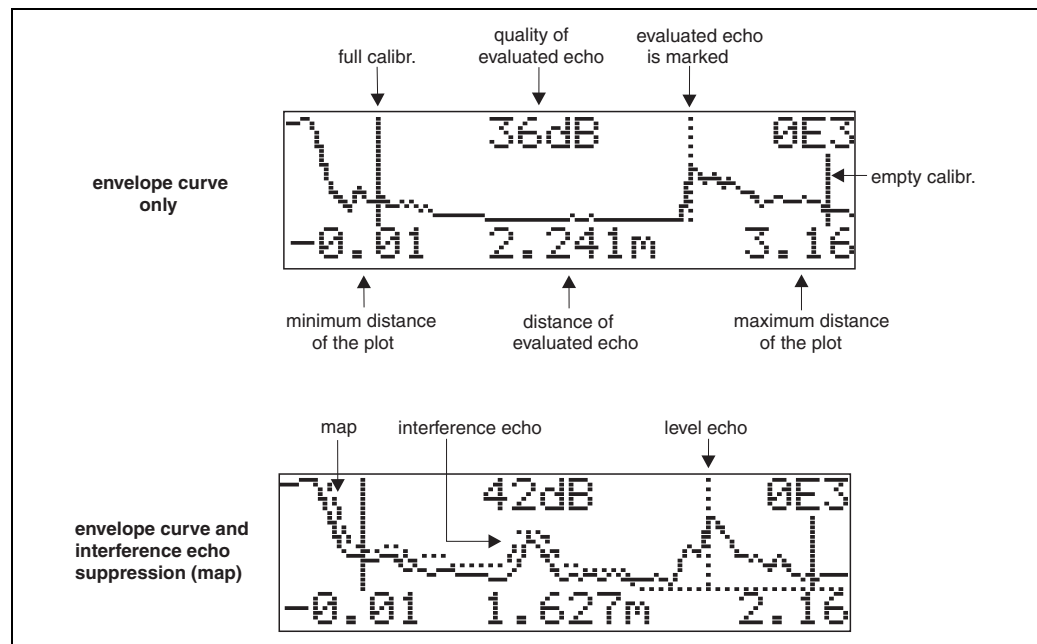 full calibr.
quality of
evaluated echo
evaluated echo
is marked
envelope curve
only
36dB
0E3
empty calibr.
-0.01
2.241m
3.16
minimum distance
of the plot
distance of
evaluated echo
maximum distance
of the plot
map
interference echo
level echo
envelope curve and
interference echo
suppression (map)
42dB
0E3
-0.01
1.627m
2.16